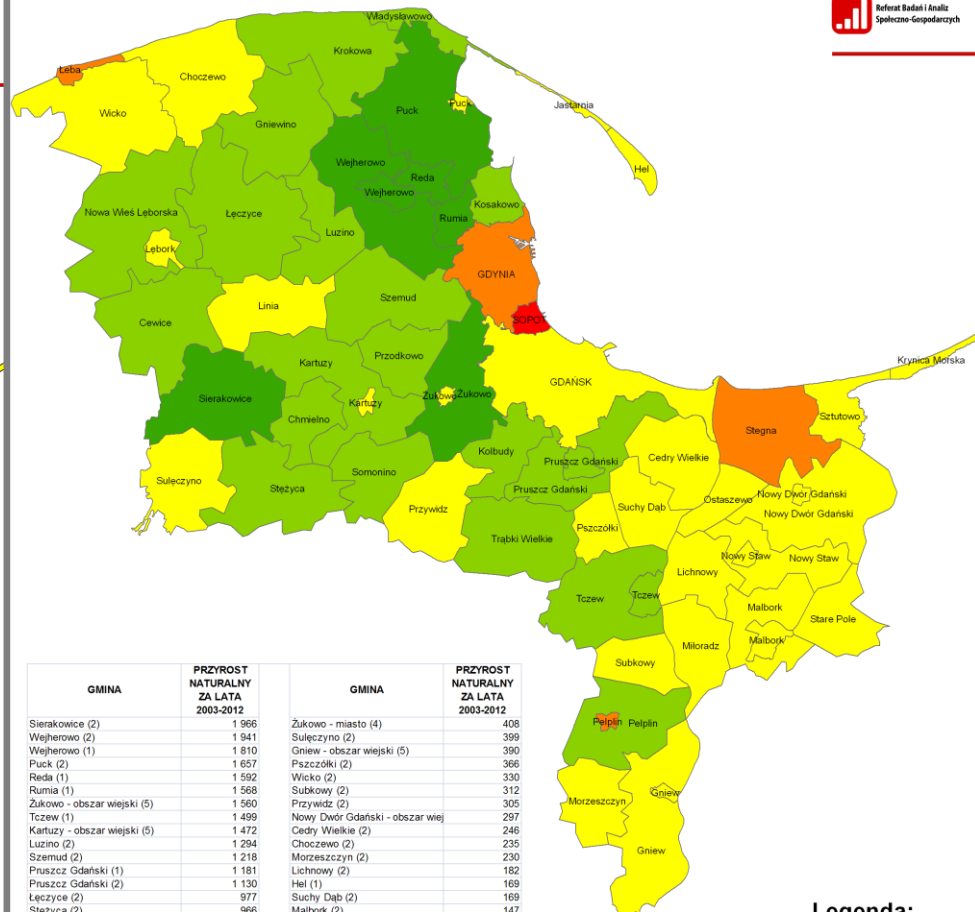 Referat Badań i Analiz
Społeczno-Gospodarczych
Władysławowo
Krokowa
Łeba
Choczewo
Wicko
Gniewino
Puck
Puck
Jastarnia
Wejherowo
Hel
Reda
Wejherowo
Kosakowo
Nowa Wieś Lęborska
Łęczyce
Rumia
Luzino
Lębork
GDYNIA
Szemud
Linia
SOPOT
Cewice
Przodkowo
Kartuzy
Krynica Morska
GDAŃSK
Sierakowice
Żukowo
Żukowo
Kartuzy
Chmielno
Sztutowo
Stegna
Kolbudy
Cedry Wielkie
Pruszcz Gdański
Somonino
Sulęczyno
Stężyca
Pruszcz Gdański
Nowy Dwór Gdański
Ostaszewo
Suchy Dąb
Przywidz
Nowy Dwór Gdański
Pszczółki
Trąbki Wielkie
Nowy Staw
Nowy Staw
Lichnowy
Tczew
Tczew
Malbork
Stare Pole
Malbork
Miłoradz
Subkowy
Pelplin
Pelplin
Gniew
Morzeszczyn
Gniew
GMINA PRZYROST NATURALNY ZA LATA 2003-2012 GMINA PRZYROST NATURALNY ZA LATA 2003-2012
Sierakowice (2) 1 966 Żukowo - miasto (4) 408
Wejherowo (2) 1 941 Sulęczyno (2) 399
Wejherowo (1) 1 810 Gniew - obszar wiejski (5) 390
Puck (2) 1 657 Pszczółki (2) 366
Reda (1) 1 592 Wicko (2) 330
Rumia (1) 1 568 Subkowy (2) 312
Żukowo - obszar wiejski (5) 1 560 Przywidz (2) 305
Tczew (1) 1 499 Nowy Dwór Gdański - obszar wiej 297
Kartuzy - obszar wiejski (5) 1 472 Cedry Wielkie (2) 246
Luzino (2) 1 294 Choczewo (2) 235
Szemud (2) 1 218 Morzeszczyn (2) 230
Pruszcz Gdański (1) 1 181 Lichnowy (2) 182
Pruszcz Gdański (2) 1 130 Hel (1) 169
Łęczyce (2) 977 Suchy Dąb (2) 169
Stężyca (2) 966 Malbork (2) 147
Legenda: